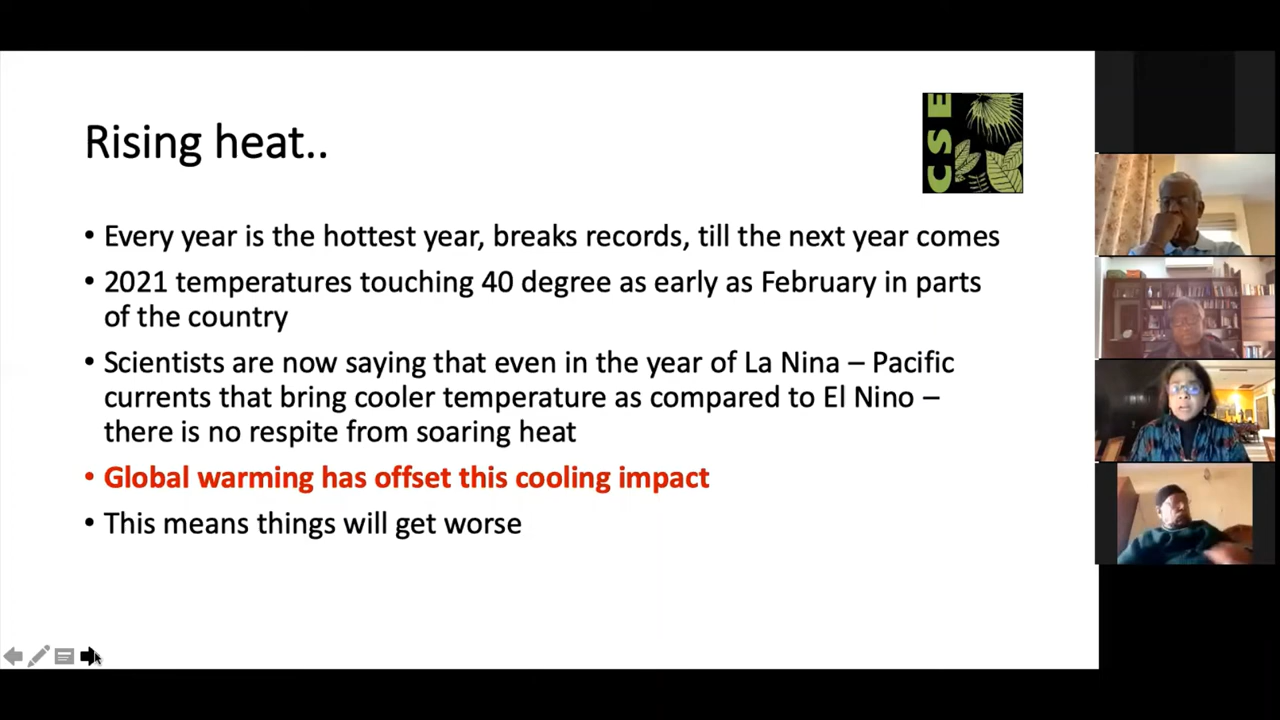 Rising heat..
CSE
• Every year is the hottest year, breaks records, till the next year comes
• 2021 temperatures touching 40 degree as early as February in parts
of the country
• Scientists are now saying that even in the year of La Nina – Pacific
currents that bring cooler temperature as compared to El Nino –
there is no respite from soaring heat
• Global warming has offset this cooling impact
• This means things will get worse